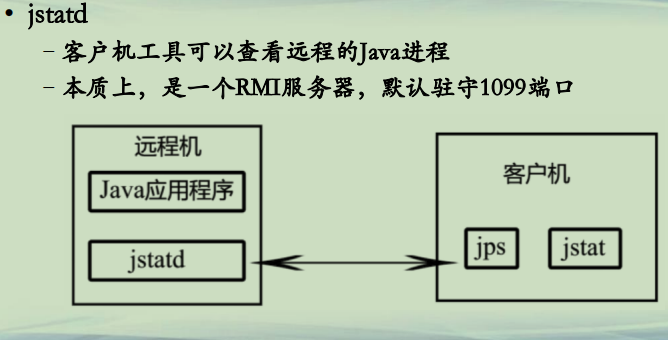 • jstatd
– 客户机工具可以查看远程的Java进程
– 本质上，是一个RMI服务器，默认驻守1099端口
远程机
Java应用程序
jstatd
客户机
jps
jstat